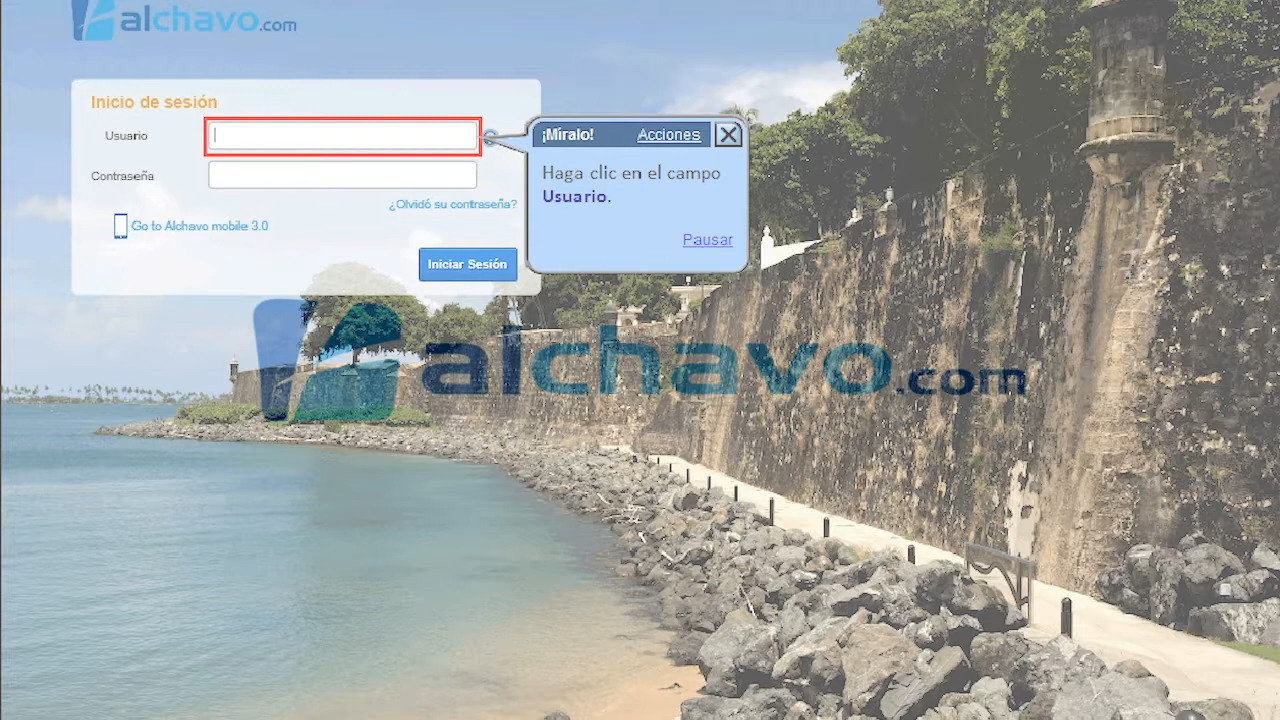 alchavo.com
Inicio de sesión
Usuario
Contraseña
¿Olvidó su contraseña?
Go to Alchavo mobile 3.0
Iniciar Sesión
¡Míralo! Acciones
Haga clic en el campo
Usuario.
Pausar
alchavo.com